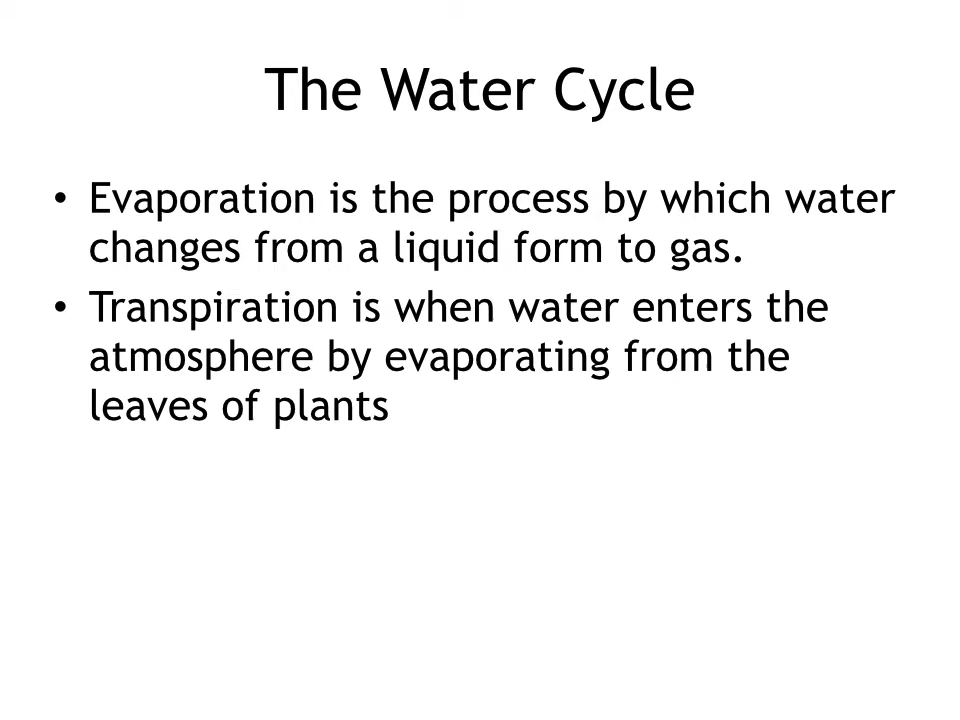 The Water Cycle
• Evaporation is the process by which water
changes from a liquid form to gas.
• Transpiration is when water enters the
atmosphere by evaporating from the
leaves of plants